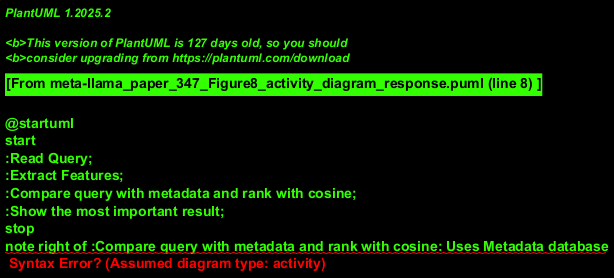 PlantUML 1.2025.2
<b>This version of PlantUML is 127 days old, so you should
<b>consider upgrading from https://plantuml.com/download
[From meta-llama_paper_347_Figure8_activity_diagram_response.puml (line 8) ]
@startuml
start
:Read Query;
:Extract Features;
:Compare query with metadata and rank with cosine;
:Show the most important result;
stop
note right of :Compare query with metadata and rank with cosine: Uses Metadata database
Syntax Error? (Assumed diagram type: activity)